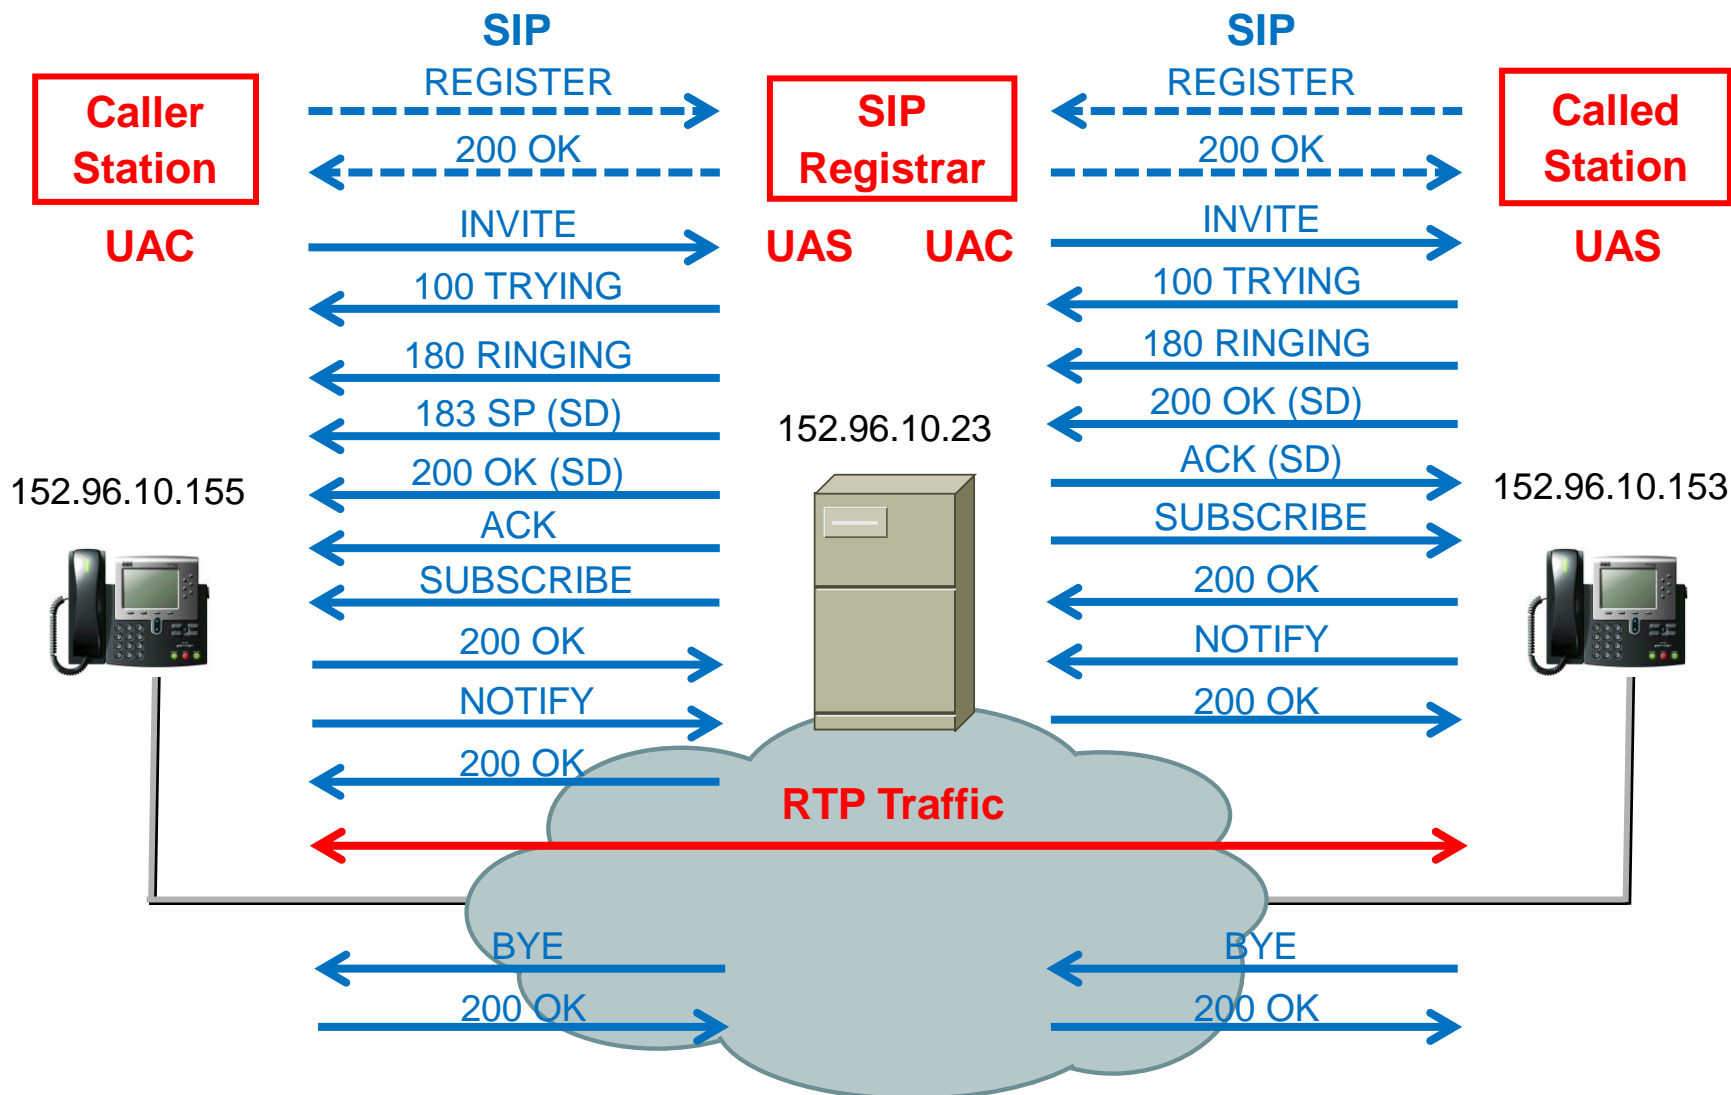 SIP
SIP
REGISTER
REGISTER
Caller
Station
SIP
Registrar
Called
Station
200 OK
200 OK
UAC
INVITE
UAS
UAC
INVITE
UAS
100 TRYING
100 TRYING
180 RINGING
180 RINGING
183 SP (SD)
200 OK (SD)
152.96.10.23
200 OK (SD)
ACK (SD)
152.96.10.155
152.96.10.153
ACK
SUBSCRIBE
SUBSCRIBE
200 OK
200 OK
NOTIFY
NOTIFY
200 OK
200 OK
RTP Traffic
BYE
BYE
200 OK
200 OK